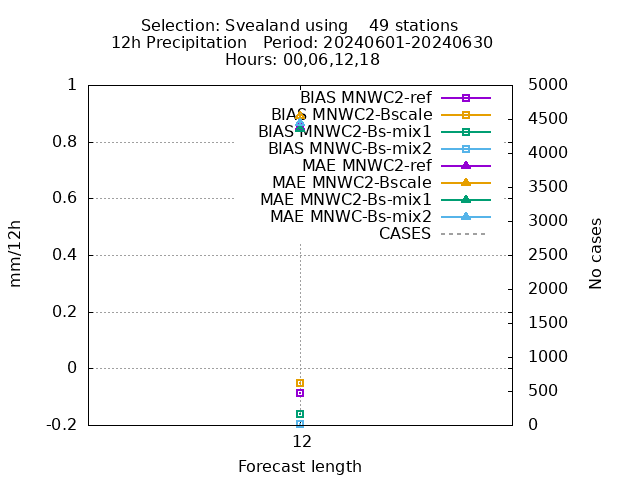 Selection: Svealand using    49 stations
12h Precipitation   Period: 20240601-20240630
Hours: 00,06,12,18
1
0.8
0.6
0.4
0.2
0
-0.2
mm/12h
BIAS MNWC2-ref
BIAS MNWC2-Bscale
BIAS MNWC2-Bs-mix1
BIAS MNWC-Bs-mix2
MAE MNWC2-ref
MAE MNWC2-Bscale
MAE MNWC2-Bs-mix1
MAE MNWC-Bs-mix2
CASES
5000
4500
4000
3500
3000
2500
2000
1500
1000
500
0
No cases
12
Forecast length